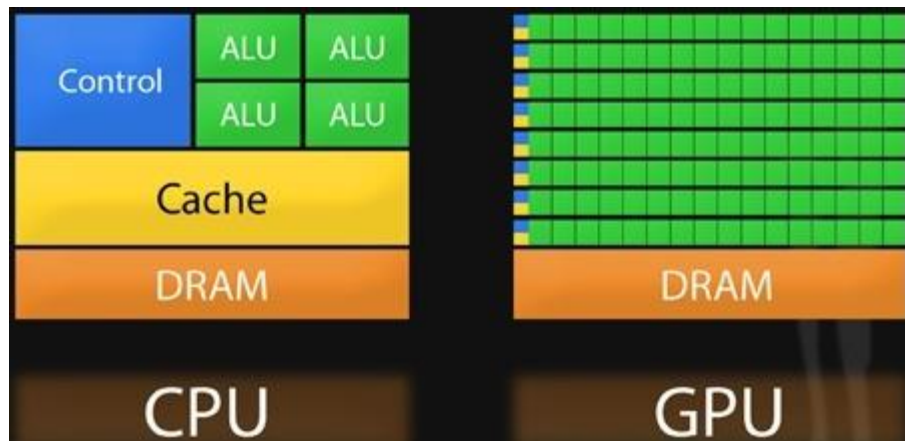 Control
ALU ALU
ALU ALU
Cache
DRAM
DRAM
CPU
GPU